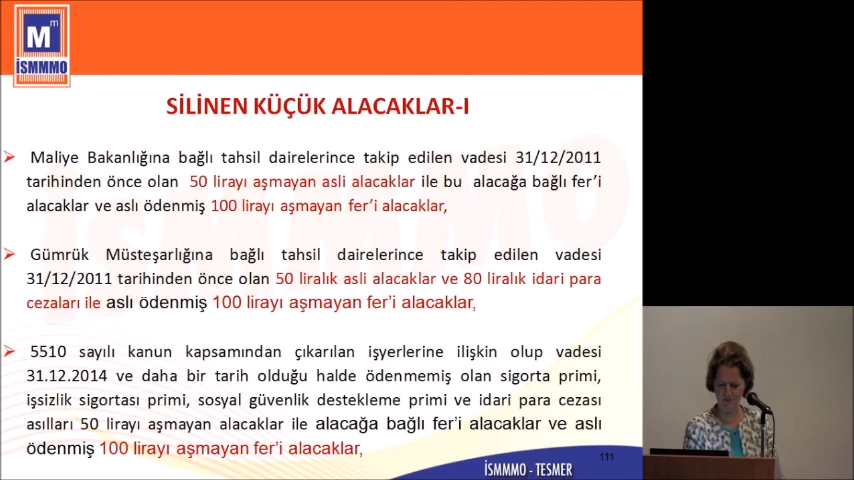 M m
İSMMMO
SİLİNEN KÜÇÜK ALACAKLAR-I
Maliye Bakanlığına bağlı tahsil dairelerince takip edilen vadesi 31/12/2011
tarihinden önce olan 50 lirayı aşmayan asli alacaklar ile bu alacağa bağlı fer’i
alacaklar ve aslı ödenmiş 100 lirayı aşmayan fer’i alacaklar,
Gümrük Müsteşarlığına bağlı tahsil dairelerince takip edilen vadesi
31/12/2011 tarihinden önce olan 50 liralık asli alacaklar ve 80 liralık idari para
cezaları ile aslı ödenmiş 100 lirayı aşmayan fer’i alacaklar,
5510 sayılı kanun kapsamından çıkarılan işyerlerine ilişkin olup vadesi
31.12.2014 ve daha bir tarih olduğu halde ödenmemiş olan sigorta primi,
işsizlik sigortası primi, sosyal güvenlik destekleme primi ve idari para cezası
asılları 50 lirayı aşmayan alacaklar ile alacağa bağlı fer’i alacaklar ve aslı
ödenmiş 100 lirayı aşmayan fer’i alacaklar,
111
İSMMMO - TESMER